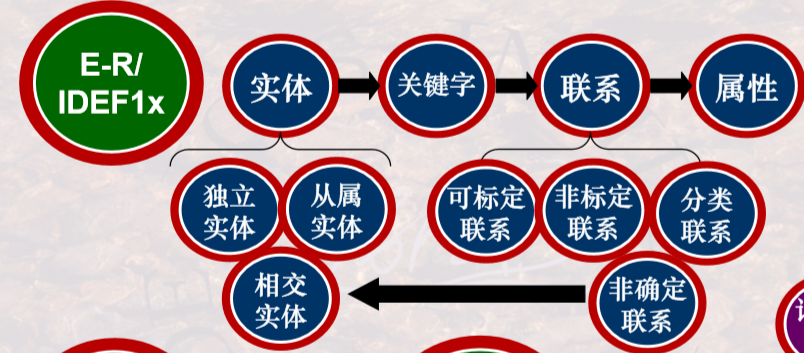 E-R/
IDEF1x
实体
关键字
联系
属性
独立
实体
从属
实体
可标定
联系
非标定
联系
分类
联系
相交
实体
非确定
联系